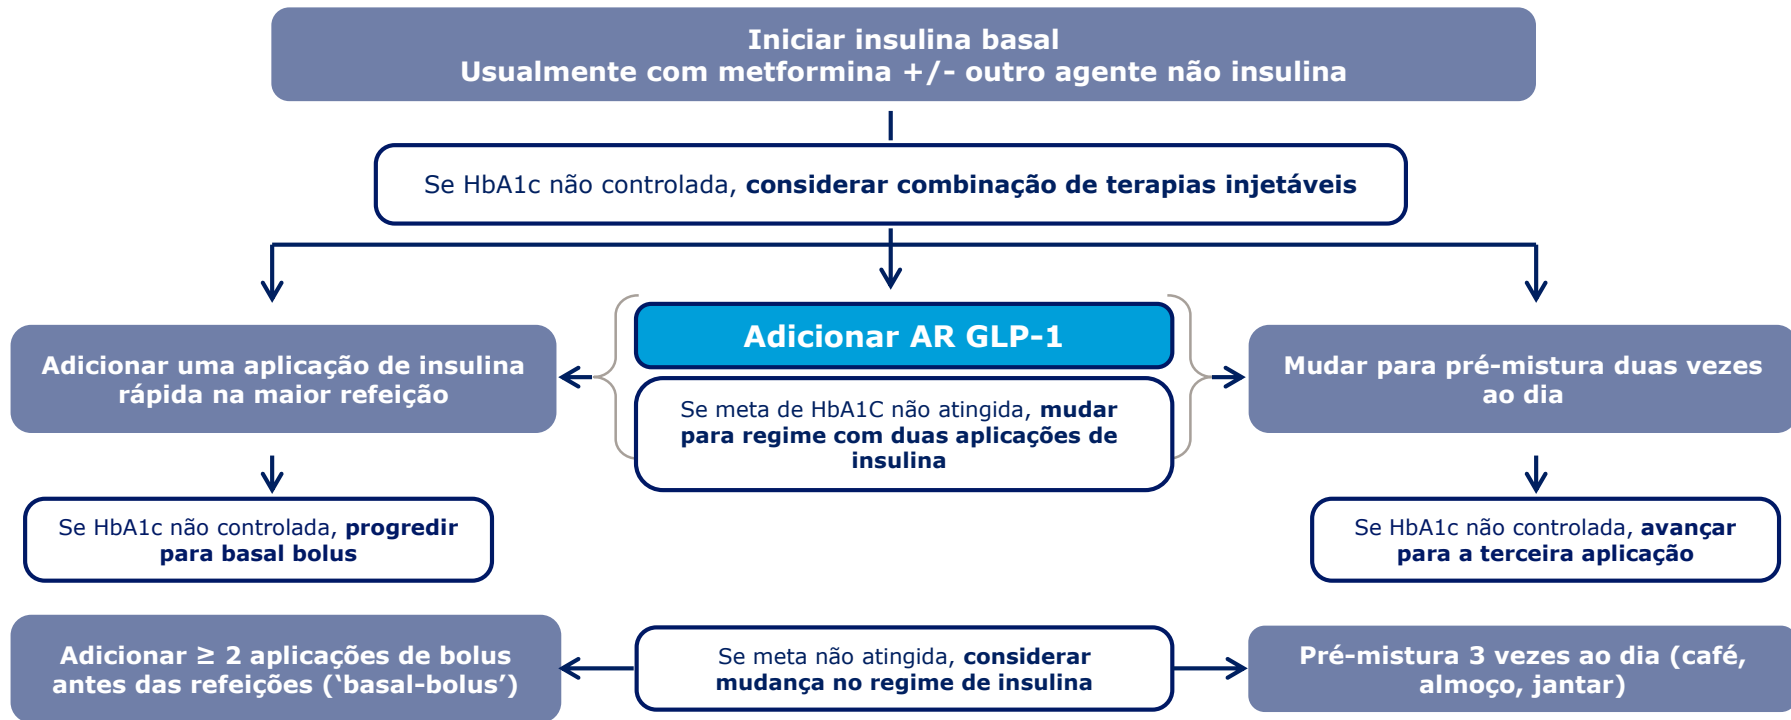 Iniciar insulina basal
Usualmente com metformina +/- outro agente não insulina
Se HbA1c não controlada, considerar combinação de terapias injetáveis
Adicionar uma aplicação de insulina
rápida na maior refeição
Adicionar AR GLP-1
Se meta de HbA1C não atingida, mudar
para regime com duas aplicações de
insulina
Mudar para pré-mistura duas vezes
ao dia
Se HbA1c não controlada, progredir
para basal bolus
Se HbA1c não controlada, avançar
para a terceira aplicação
Adicionar ≥ 2 aplicações de bolus
antes das refeições (‘basal-bolus’)
Se meta não atingida, considerar
mudança no regime de insulina
Pré-mistura 3 vezes ao dia (café,
almoço, jantar)